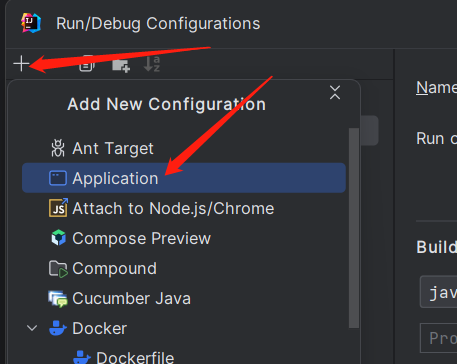 Run/Debug Configurations
Add New Configuration
Ant Target
Application
JS Attach to Node.js/Chrome
Compose Preview
Compound
Cucumber Java
Docker
Dockerfile
Name
Run o
Build
jav
Pro